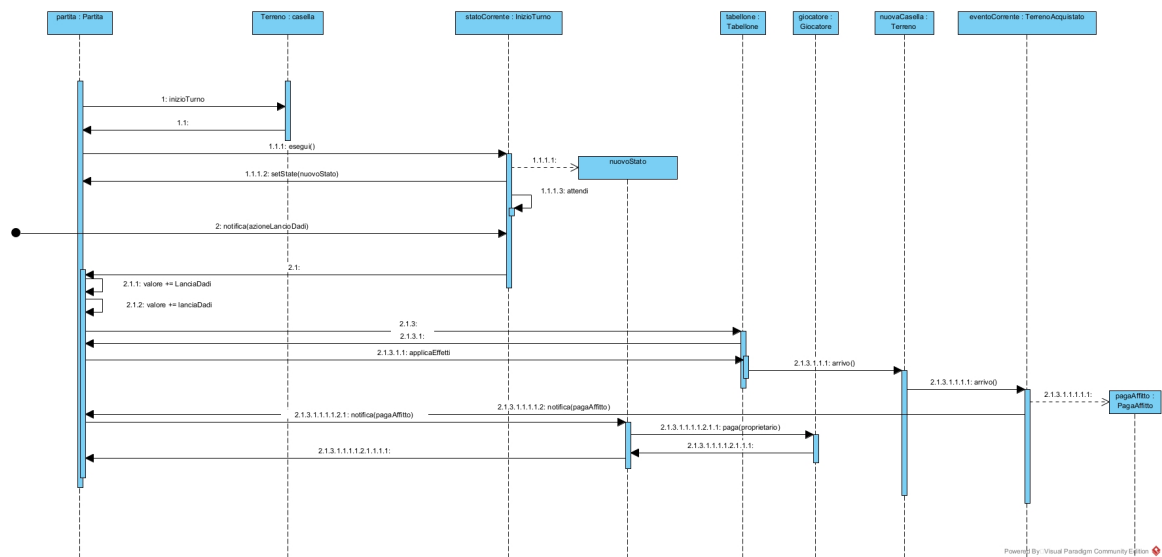 partita : Partita
Terreno : casella
statoCorrente : InizioTurno
tabellone :
Tabellone
giocatore :
Giocatore
nuovaCasella :
Terreno
eventoCorrente : TerrenoAcquistato
1: inizioTurno
1.1:
1.1.1: esegui()
1.1.1.1:
nuovoStato
1.1.1.2: setState(nuovoStato)
1.1.1.3: attendi
2: notifica(azioneLancioDadi)
2.1:
2.1.1: valore += LanciaDadi
2.1.2: valore += lanciaDadi
2.1.3:
2.1.3.1:
2.1.3.1.1: applicaEffetti
2.1.3.1.1.1: arrivo()
2.1.3.1.1.1.1: arrivo()
2.1.3.1.1.1.1.1:
pagaAffitto :
PagaAffitto
2.1.3.1.1.1.1.2: notifica(pagaAffitto)
2.1.3.1.1.1.1.2.1: notifica(pagaAffitto)
2.1.3.1.1.1.1.2.1.1: paga(proprietario)
2.1.3.1.1.1.1.2.1.1.1:
2.1.3.1.1.1.1.2.1.1.1.1:
Powered By: Visual Paradigm Community Edition